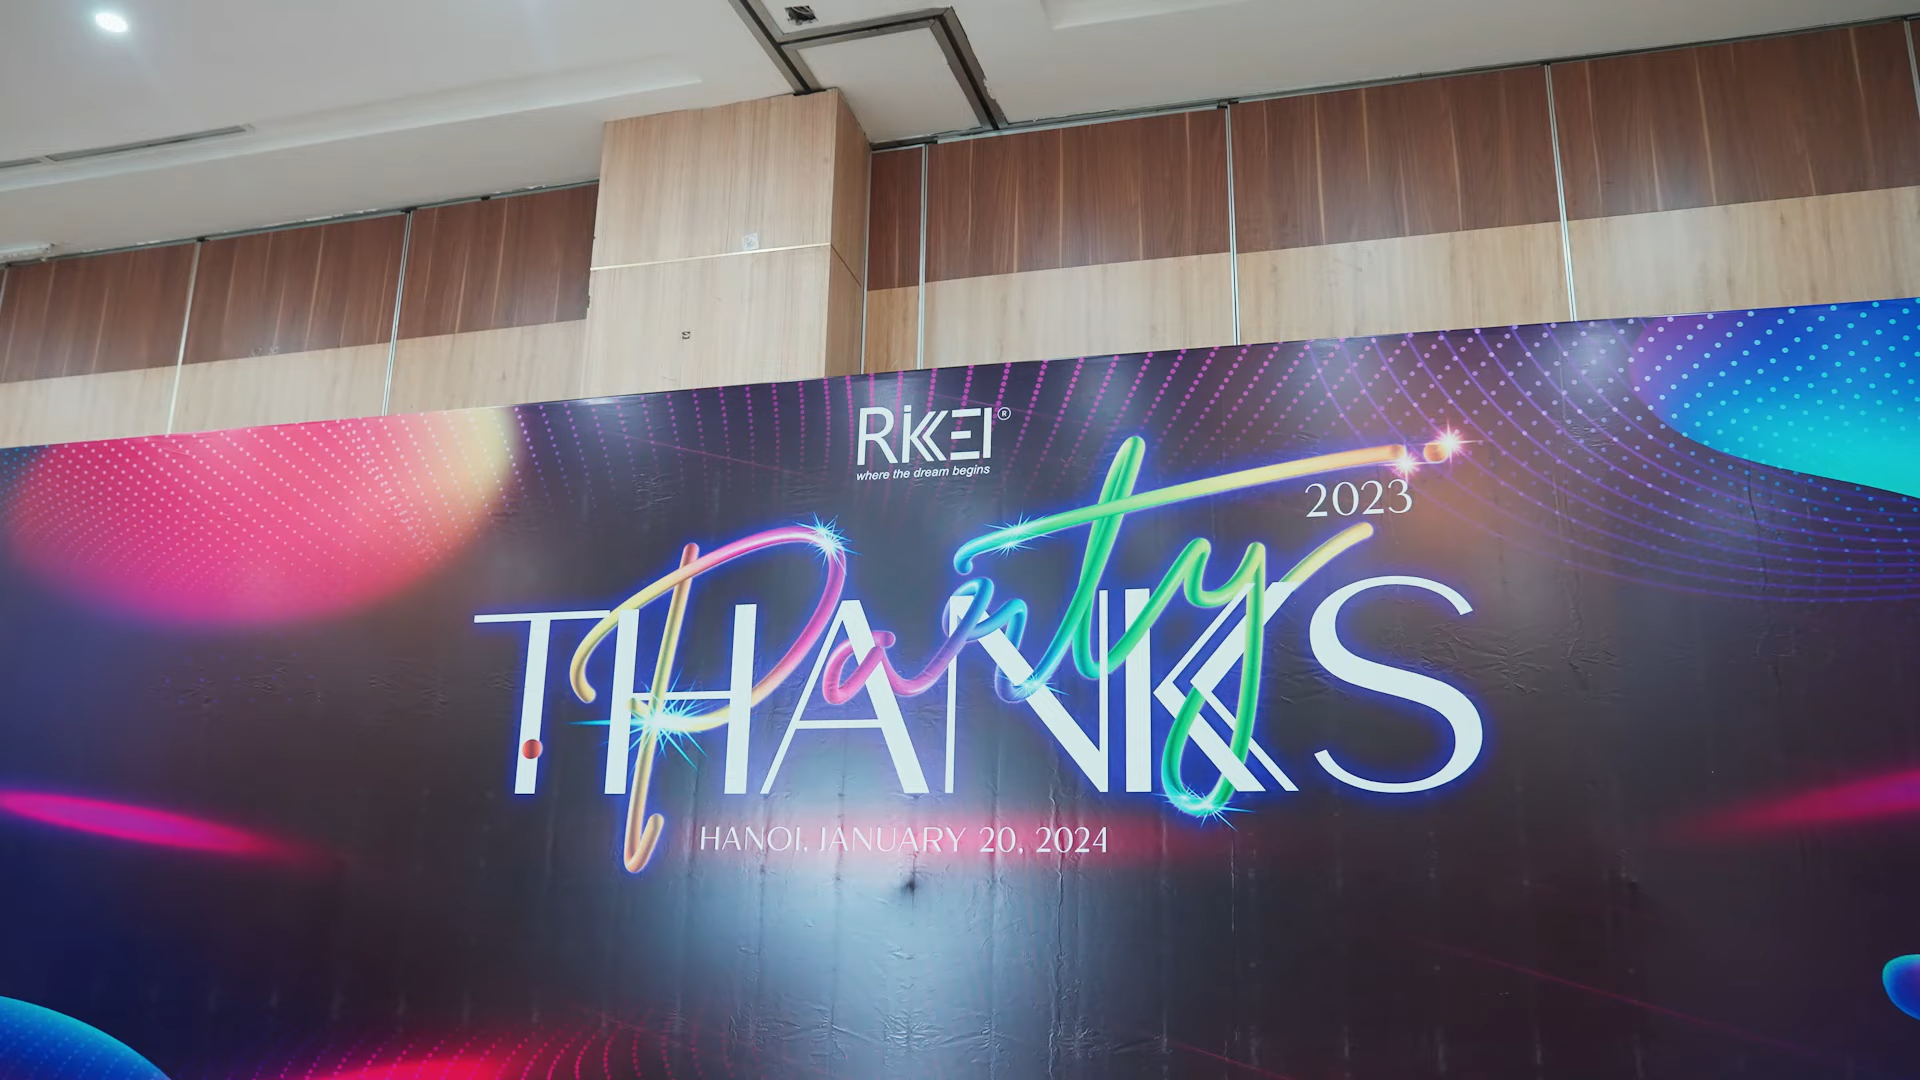 RIKKEI®
where the dream begins
THANKS
Party
2023
HANOI, JANUARY 20, 2024